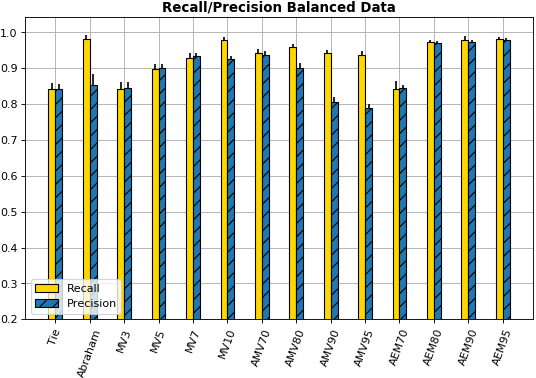 Recall/Precision Balanced Data
1.0
0.9
0.8
0.7
0.6
0.5
0.4
0.3
0.2
Recall
Precision
Tie
Abraham
MV3
MV5
MV7
MV10
AMV70
AMV80
AMV90
AMV95
AEM70
AEM80
AEM90
AEM95